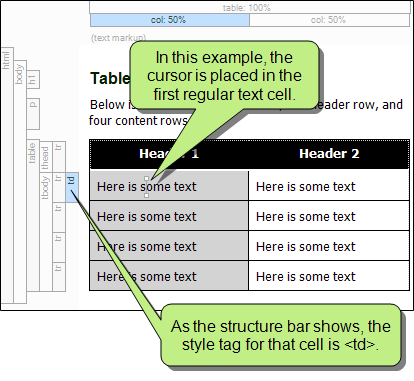 table: 100%
col: 50% col: 50%
(text markup)
In this example, the
cursor is placed in the
first regular text cell.
html
body
h1
p
table
thead
tbody
tr
tr
td
tr
tr
tr
Table
Below is header row, and
four content rows
Header 1 Header 2
Here is some text Here is some text
Here is some text Here is some text
Here is some text Here is some text
Here is some text Here is some text
As the structure bar shows, the
style tag for that cell is <td>.